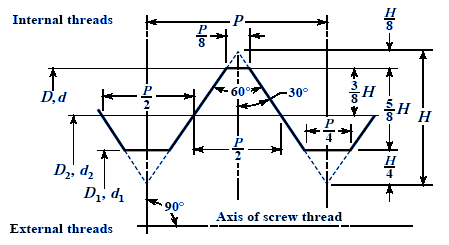 Internal threads
P
P/8
H/8
D, d
P/2
60°
30°
3/8 H
5/8 H
H
P/4
P/2
D₂, d₂
H/4
D₁, d₁
90°
Axis of screw thread
External threads